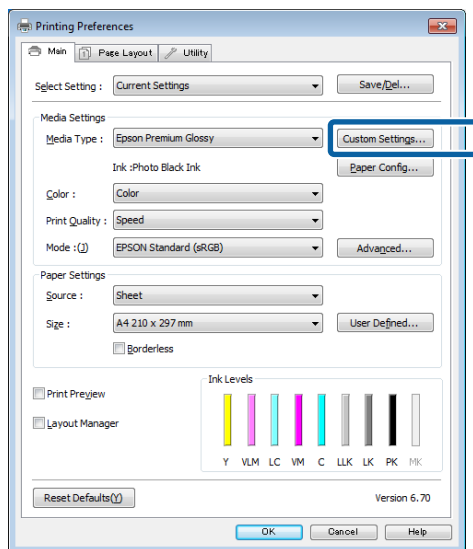 Printing Preferences
Main Page Layout Utility
Select Setting : Current Settings Save/Del...
Media Settings
Media Type : Epson Premium Glossy Custom Settings...
Ink :Photo Black Ink Paper Config...
Color : Color
Print Quality : Speed
Mode :(J) EPSON Standard (sRGB) Advanced...
Paper Settings
Source : Sheet
Size : A4 210 x 297 mm User Defined...
Borderless
Ink Levels
Print Preview
Layout Manager
Y VLM LC VM C LLK LK PK MK
Reset Defaults(Y) Version 6.70
OK Cancel Help